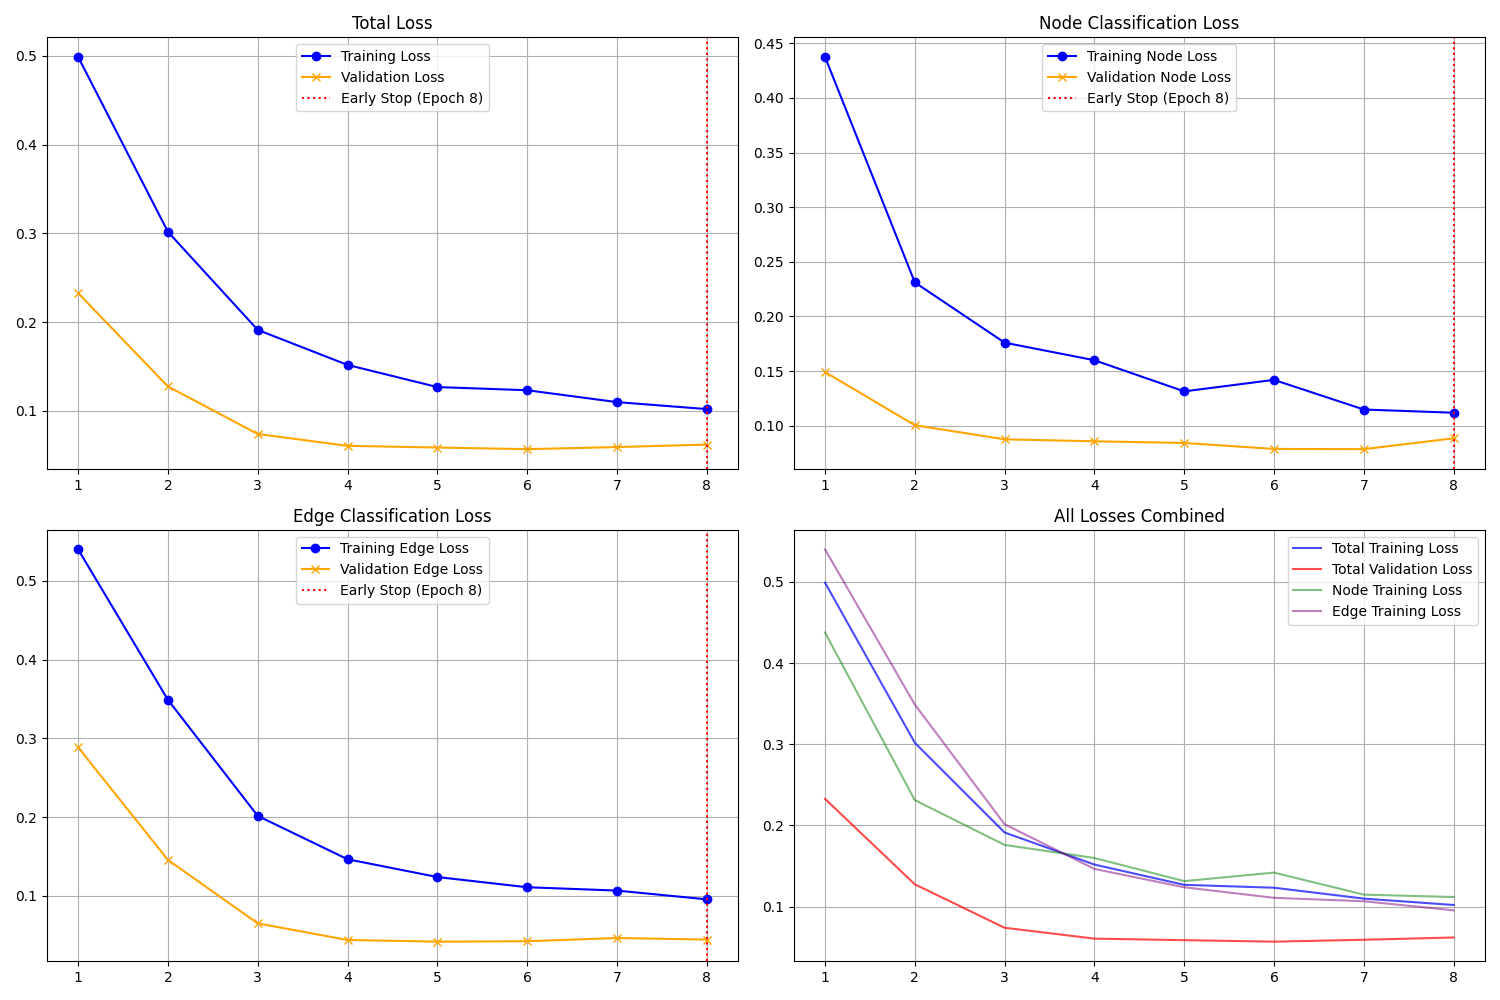 Total Loss
0.5
0.4
0.3
0.2
0.1
Training Loss
Validation Loss
Early Stop (Epoch 8)
1 2 3 4 5 6 7 8
Node Classification Loss
0.45
0.40
0.35
0.30
0.25
0.20
0.15
0.10
Training Node Loss
Validation Node Loss
Early Stop (Epoch 8)
1 2 3 4 5 6 7 8
Edge Classification Loss
0.5
0.4
0.3
0.2
0.1
Training Edge Loss
Validation Edge Loss
Early Stop (Epoch 8)
1 2 3 4 5 6 7 8
All Losses Combined
0.5
0.4
0.3
0.2
0.1
Total Training Loss
Total Validation Loss
Node Training Loss
Edge Training Loss
1 2 3 4 5 6 7 8